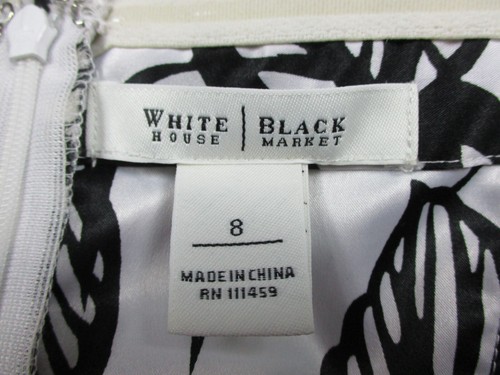 WHITE | BLACK
HOUSE MARKET
8
MADE IN CHINA
RN 111459